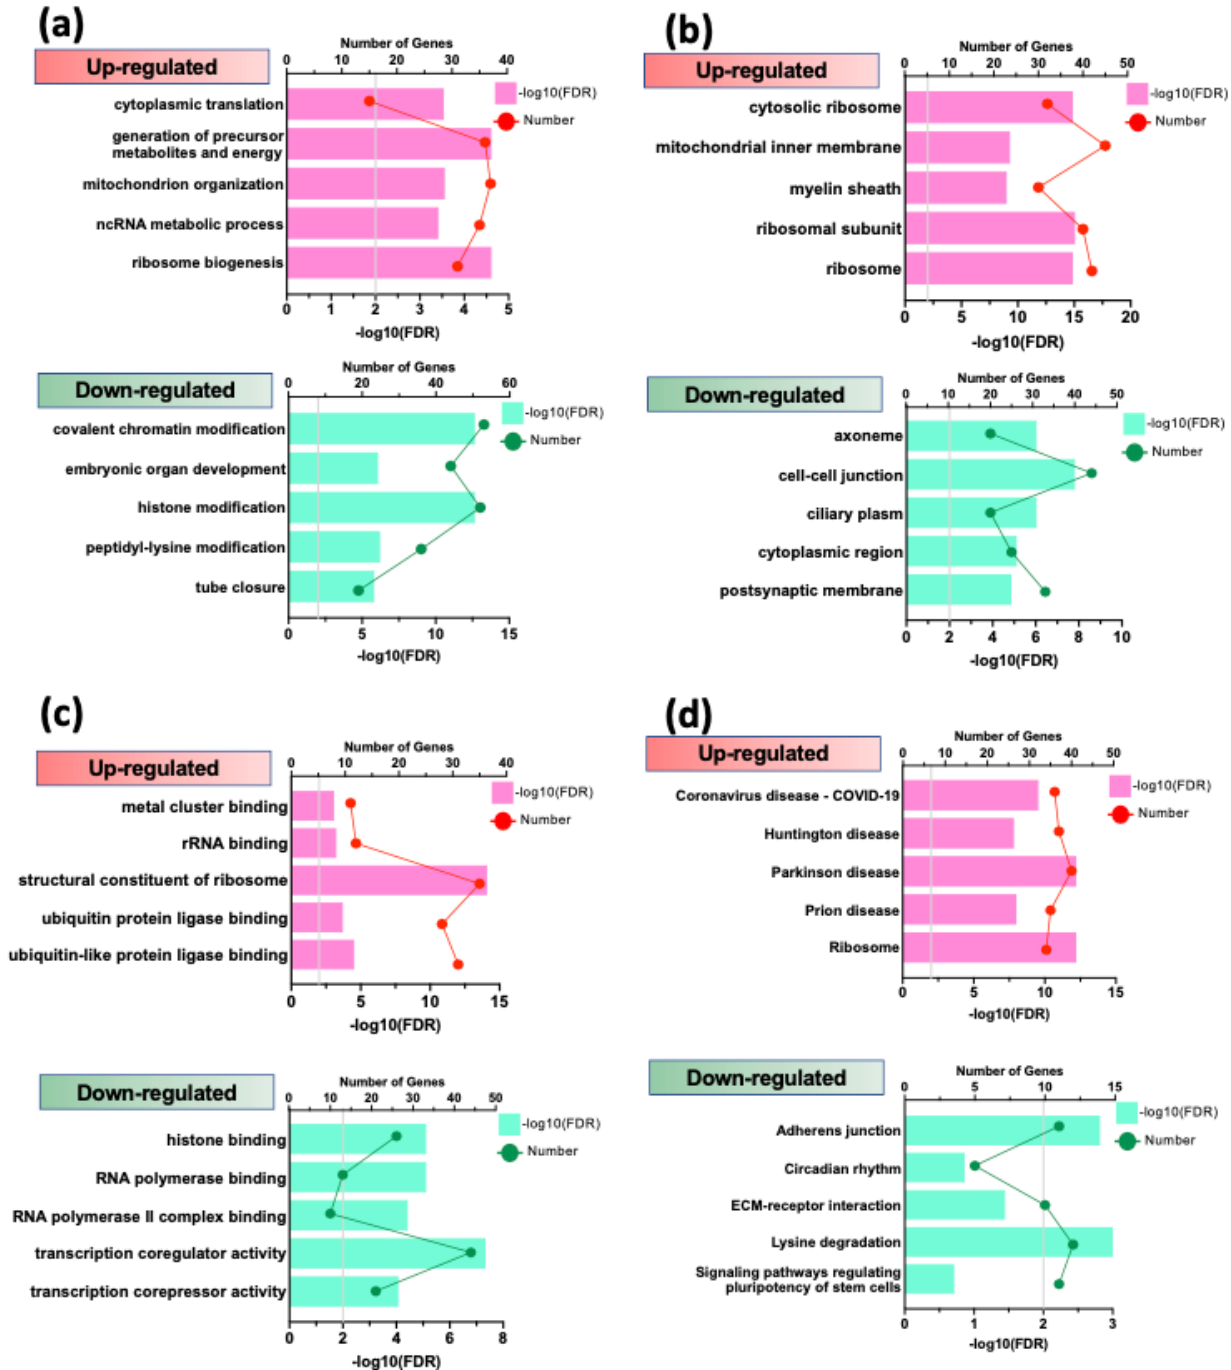 (a)
Number of Genes
Up-regulated
0 10 20 30 40
cytoplasmic translation
generation of precursor
metabolites and energy
mitochondrion organization
ncRNA metabolic process
ribosome biogenesis
-log10(FDR)
Number
0 1 2 3 4 5
-log10(FDR)
Number of Genes
Down-regulated
0 20 40 60
covalent chromatin modification
embryonic organ development
histone modification
peptidyl-lysine modification
tube closure
-log10(FDR)
Number
0 5 10 15
-log10(FDR)
(b)
Number of Genes
Up-regulated
0 10 20 30 40 50
cytosolic ribosome
mitochondrial inner membrane
myelin sheath
ribosomal subunit
ribosome
-log10(FDR)
Number
0 5 10 15 20
-log10(FDR)
Number of Genes
Down-regulated
0 10 20 30 40 50
axoneme
cell-cell junction
ciliary plasm
cytoplasmic region
postsynaptic membrane
-log10(FDR)
Number
0 2 4 6 8 10
-log10(FDR)
(c)
Number of Genes
Up-regulated
0 10 20 30 40
metal cluster binding
rRNA binding
structural constituent of ribosome
ubiquitin protein ligase binding
ubiquitin-like protein ligase binding
-log10(FDR)
Number
0 5 10 15
-log10(FDR)
Number of Genes
Down-regulated
0 10 20 30 40 50
histone binding
RNA polymerase binding
RNA polymerase II complex binding
transcription coregulator activity
transcription corepressor activity
-log10(FDR)
Number
0 2 4 6 8
-log10(FDR)
(d)
Number of Genes
Up-regulated
0 10 20 30 40 50
Coronavirus disease - COVID-19
Huntington disease
Parkinson disease
Prion disease
Ribosome
-log10(FDR)
Number
0 5 10 15
-log10(FDR)
Number of Genes
Down-regulated
0 5 10 15
Adherens junction
Circadian rhythm
ECM-receptor interaction
Lysine degradation
Signaling pathways regulating
pluripotency of stem cells
-log10(FDR)
Number
0 1 2 3
-log10(FDR)